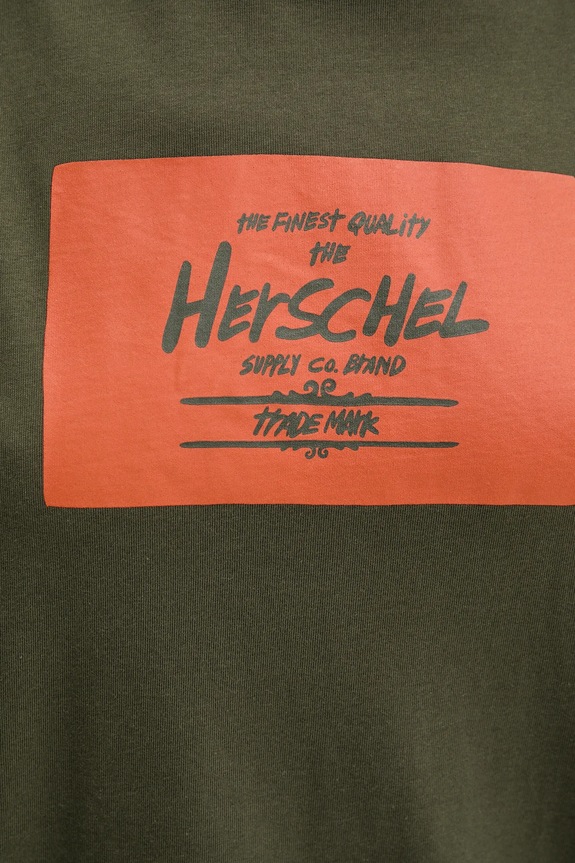 THE FINEST QUALITY
THE
HERSCHEL
SUPPLY CO. BRAND
TRADE MARK